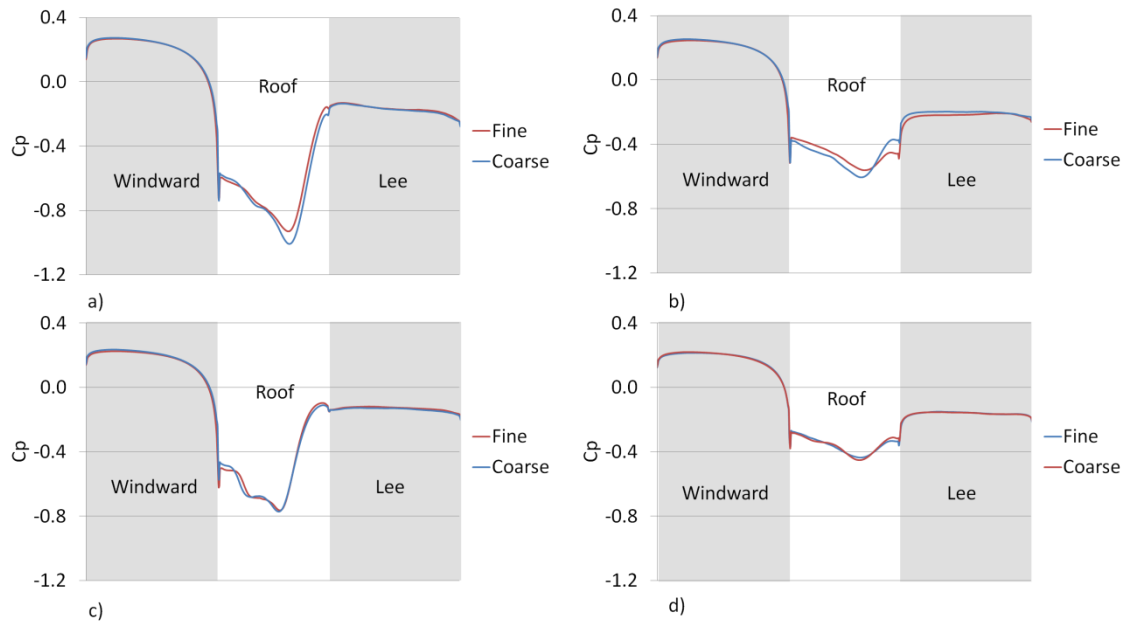 0.4
0.0
-0.4
-0.8
-1.2
Cp
Roof
Windward
Lee
Fine
Coarse
a)
0.4
0.0
-0.4
-0.8
-1.2
Cp
Roof
Windward
Lee
Fine
Coarse
b)
0.4
0.0
-0.4
-0.8
-1.2
Cp
Roof
Windward
Lee
Fine
Coarse
c)
0.4
0.0
-0.4
-0.8
-1.2
Cp
Roof
Windward
Lee
Fine
Coarse
d)